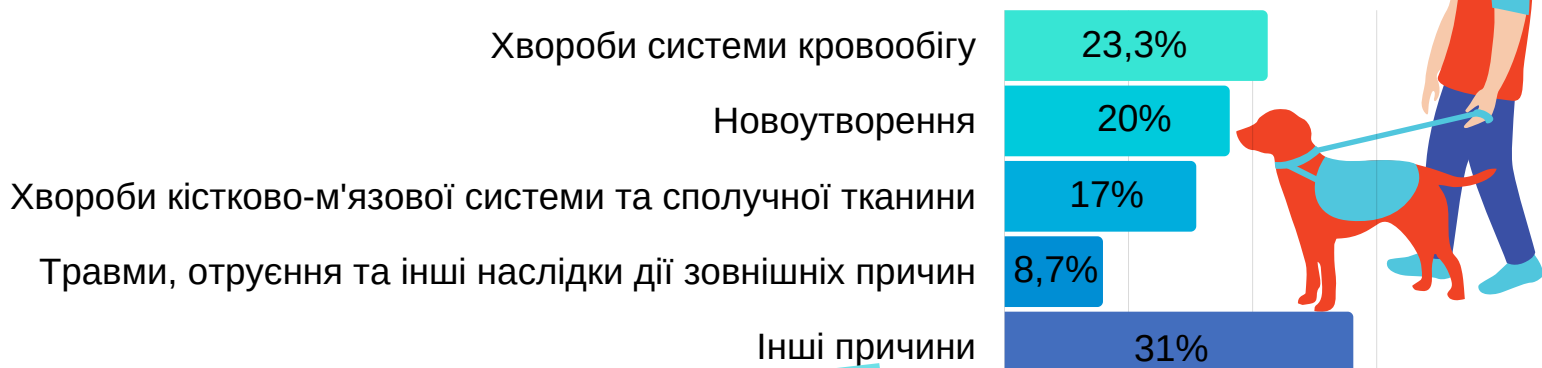 Хвороби системи кровообігу 23,3%
Новоутворення 20%
Хвороби кістково-м'язової системи та сполучної тканини 17%
Травми, отруєння та інші наслідки дії зовнішніх причин 8,7%
Інші причини 31%